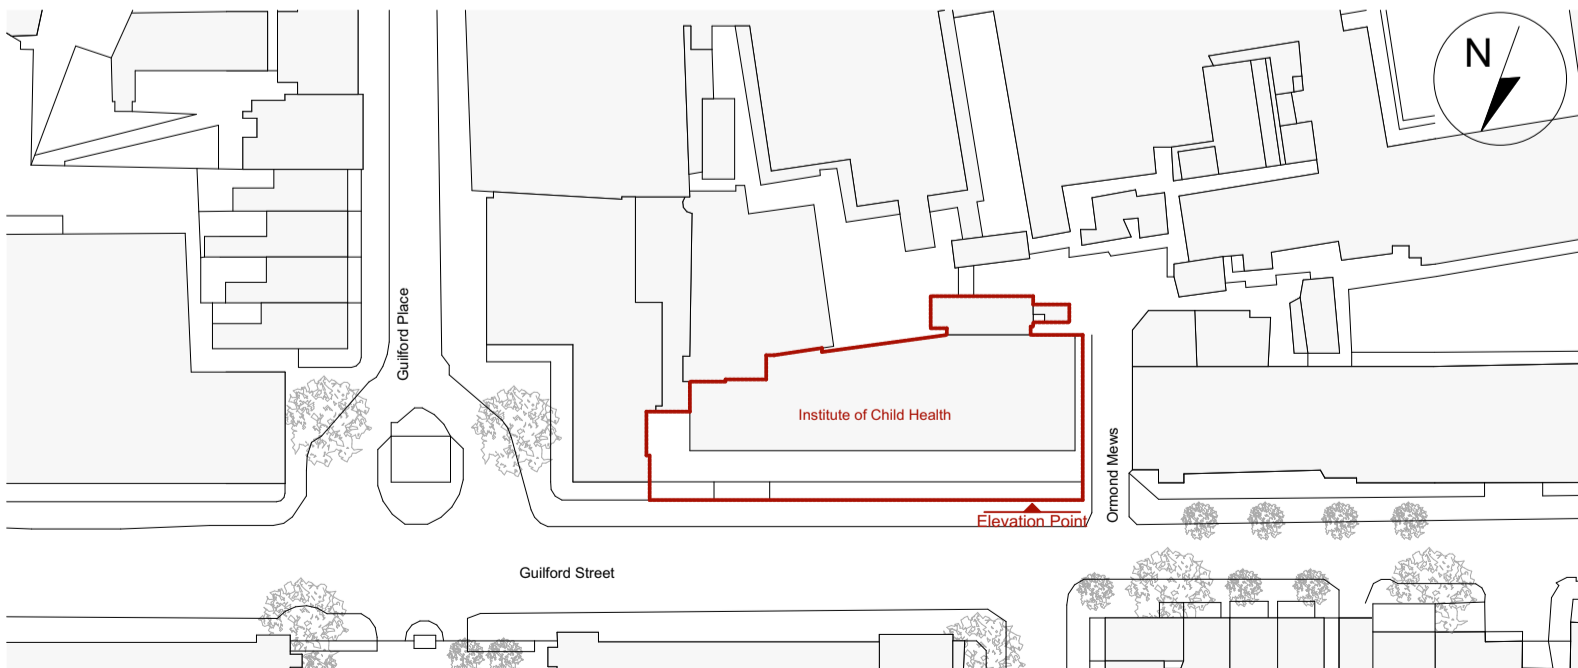 N
Guilford Place
Institute of Child Health
Ormond Mews
Elevation Point
Guilford Street